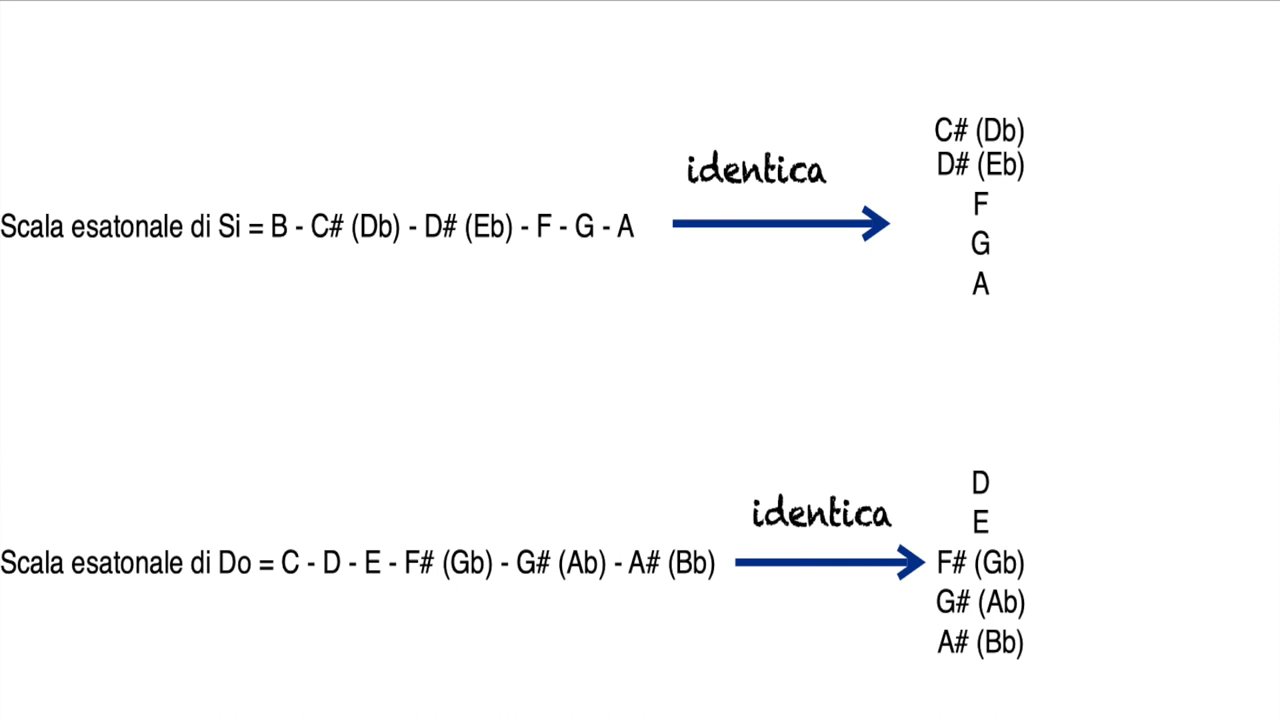 C# (Db)
D# (Eb)
identica
F
Scala esatonale di Si = B - C# (Db) - D# (Eb) - F - G - A
G
A
D
identica
E
Scala esatonale di Do = C - D - E - F# (Gb) - G# (Ab) - A# (Bb)
F# (Gb)
G# (Ab)
A# (Bb)